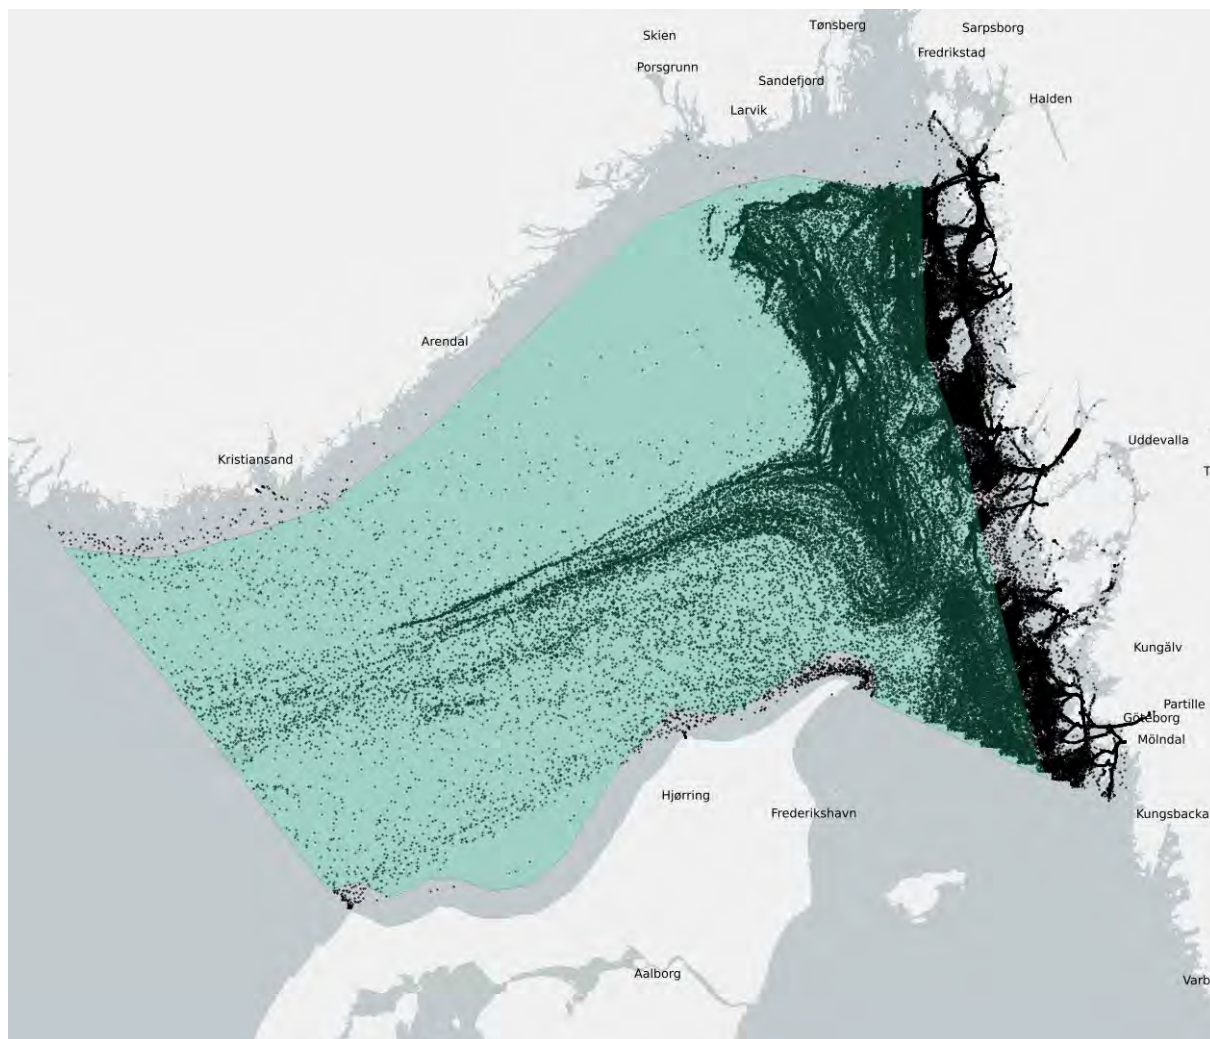 Tønsberg
Sarpsborg
Skien
Fredrikstad
Porsgrunn
Sandefjord
Halden
Larvik
Arendal
Uddevalla
Kristiansand
T
Kungälv
Partille
Göteborg
Mölndal
Hjørring
Frederikshavn
Kungsbacka
Aalborg
Varb